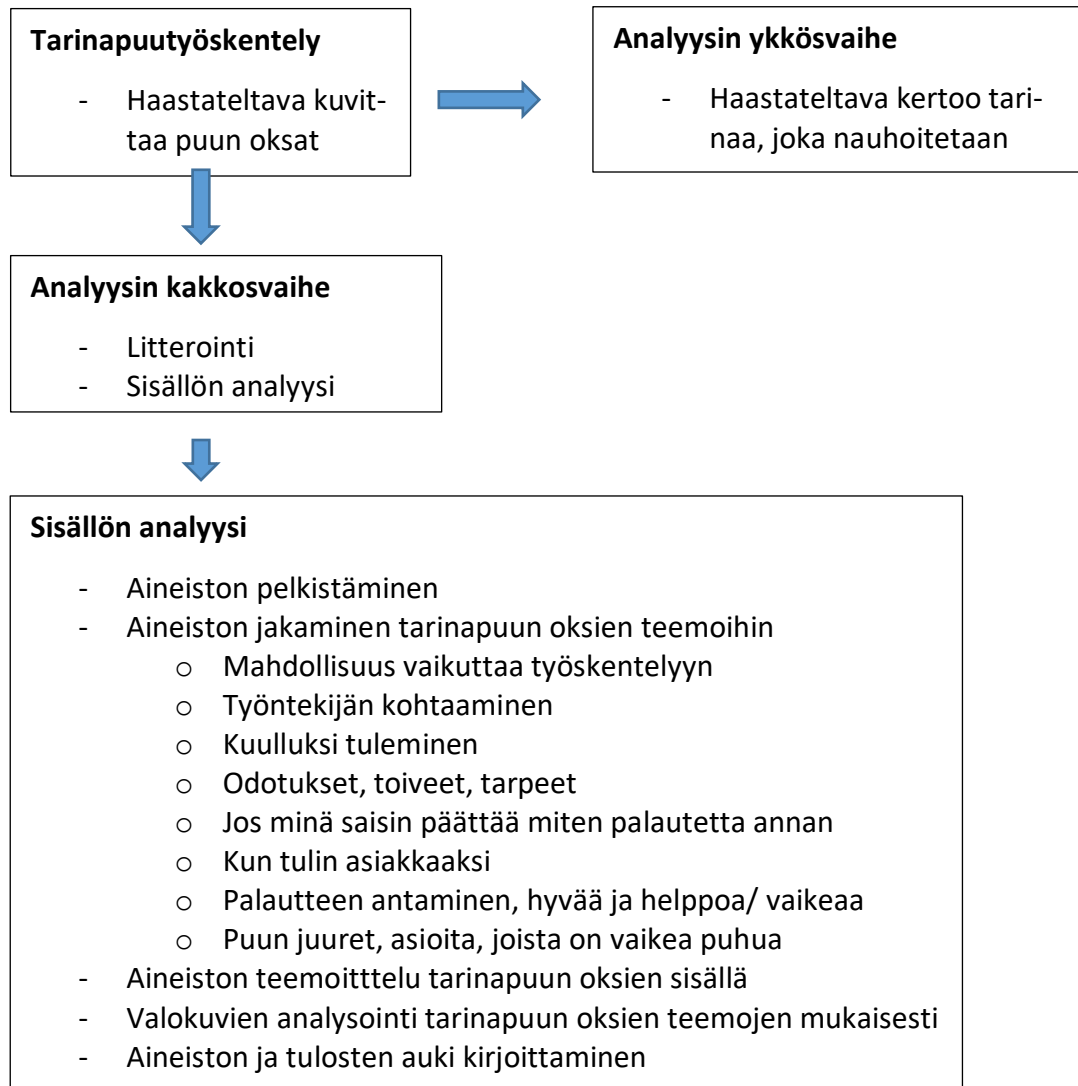 Tarinapuutyöskentely
- Haastateltava kuvit-
taa puun oksat
Analyysin ykkösvaihe
- Haastateltava kertoo tari-
naa, joka nauhoitetaan
Analyysin kakkosvaihe
- Litterointi
- Sisällön analyysi
Sisällön analyysi
- Aineiston pelkistäminen
- Aineiston jakaminen tarinapuun oksien teemoihin
o Mahdollisuus vaikuttaa työskentelyyn
o Työntekijän kohtaaminen
o Kuulluksi tuleminen
o Odotukset, toiveet, tarpeet
o Jos minä saisin päättää miten palautetta annan
o Kun tulin asiakkaaksi
o Palautteen antaminen, hyvää ja helppoa/ vaikeaa
o Puun juuret, asioita, joista on vaikea puhua
- Aineiston teemoitttelu tarinapuun oksien sisällä
- Valokuvien analysointi tarinapuun oksien teemojen mukaisesti
- Aineiston ja tulosten auki kirjoittaminen